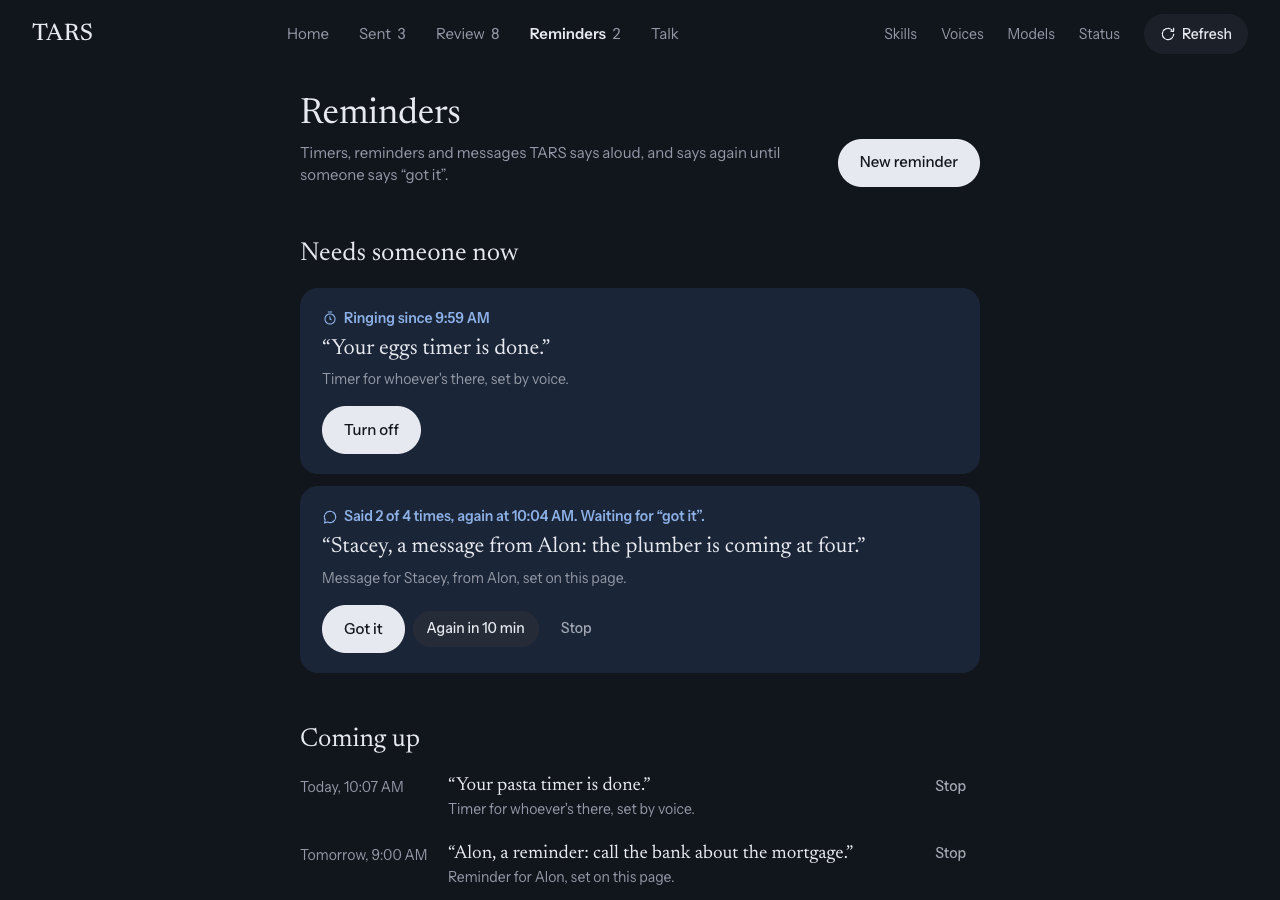 TARS
Home Sent 3 Review 8 Reminders 2 Talk
Skills Voices Models Status Refresh
Reminders
Timers, reminders and messages TARS says aloud, and says again until
someone says “got it”.
New reminder
Needs someone now
Ringing since 9:59 AM
“Your eggs timer is done.”
Timer for whoever's there, set by voice.
Turn off
Said 2 of 4 times, again at 10:04 AM. Waiting for “got it”.
“Stacey, a message from Alon: the plumber is coming at four.”
Message for Stacey, from Alon, set on this page.
Got it Again in 10 min Stop
Coming up
Today, 10:07 AM “Your pasta timer is done.” Stop
Timer for whoever's there, set by voice.
Tomorrow, 9:00 AM “Alon, a reminder: call the bank about the mortgage.” Stop
Reminder for Alon, set on this page.